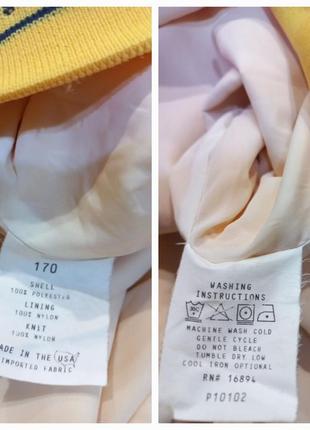 170
SHELL
100% POLYESTER
LINING
100% NYLON
KNIT
100% NYLON
MADE IN THE USA
IMPORTED FABRIC
WASHING
INSTRUCTIONS
MACHINE WASH COLD
GENTLE CYCLE
DO NOT BLEACH
TUMBLE DRY LOW
COOL IRON OPTIONAL
RN# 16894
P10102